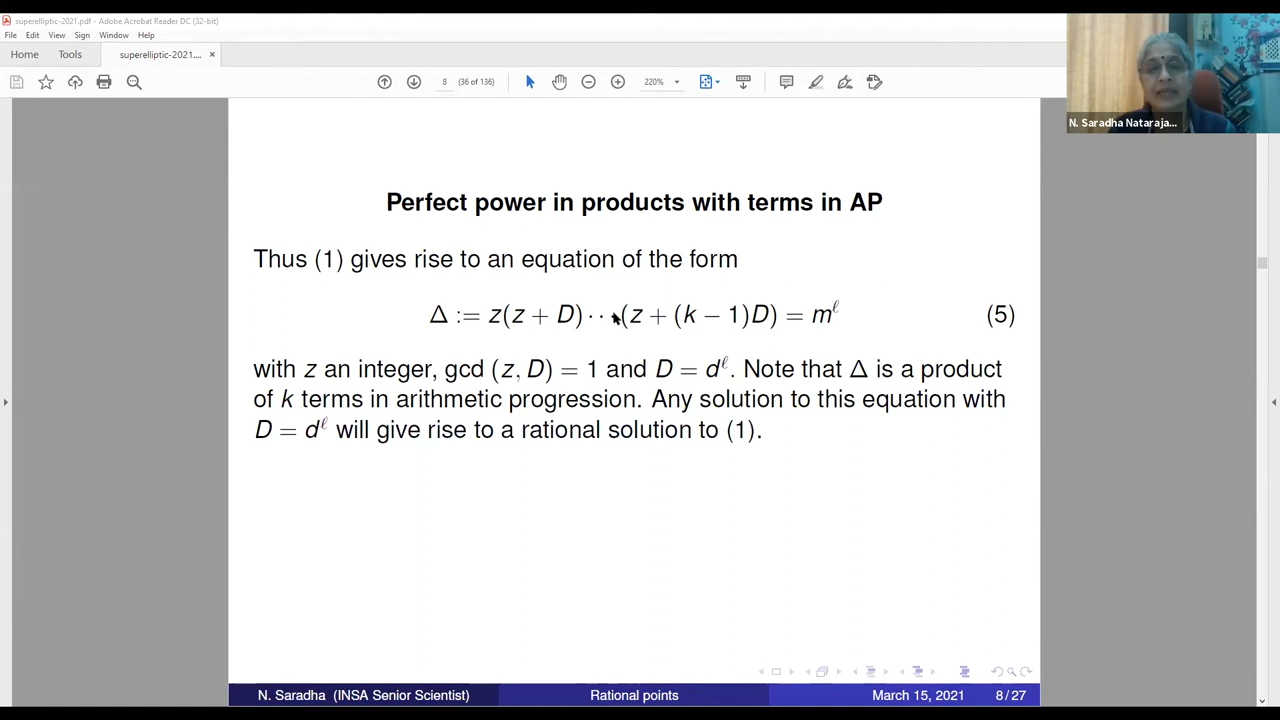 superelliptic-2021.pdf - Adobe Acrobat Reader DC (32-bit)
File Edit View Sign Window Help
Home Tools superelliptic-2021.... ×
8 (36 of 136) 220%
N. Saradha Nataraja...
Perfect power in products with terms in AP
Thus (1) gives rise to an equation of the form
Δ := z(z + D) ··· (z + (k − 1)D) = m^ℓ (5)
with z an integer, gcd (z, D) = 1 and D = d^ℓ. Note that Δ is a product
of k terms in arithmetic progression. Any solution to this equation with
D = d^ℓ will give rise to a rational solution to (1).
N. Saradha (INSA Senior Scientist) Rational points March 15, 2021 8/27